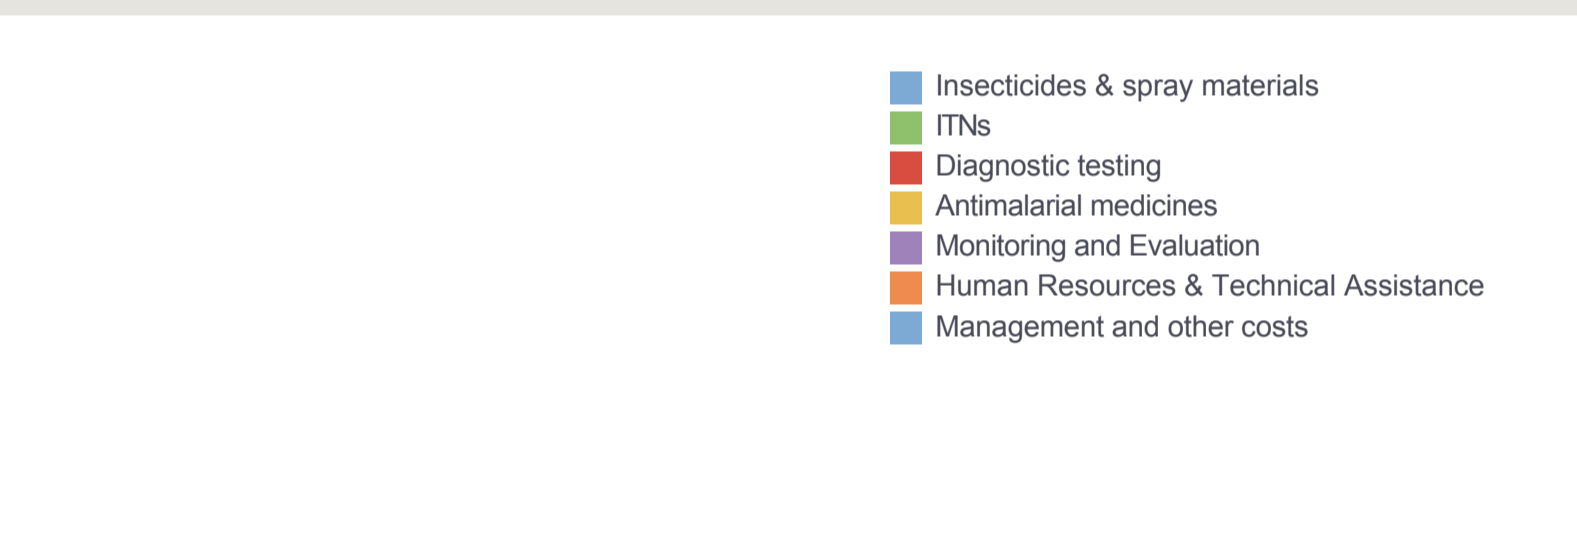 Insecticides & spray materials
ITNs
Diagnostic testing
Antimalarial medicines
Monitoring and Evaluation
Human Resources & Technical Assistance
Management and other costs